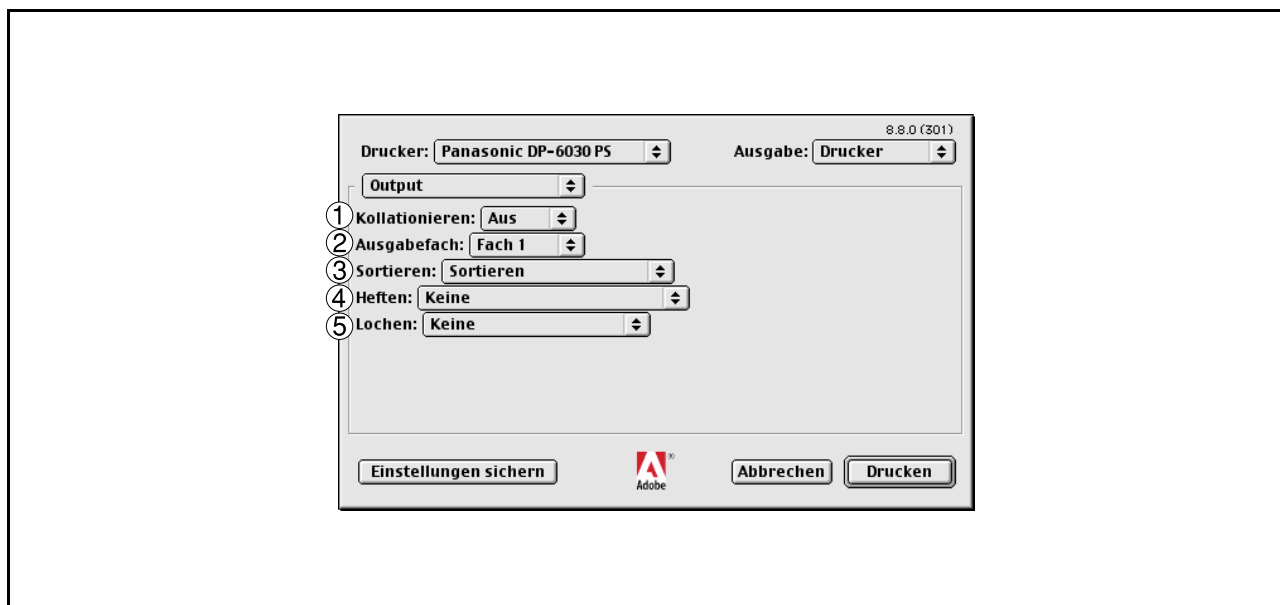 8.8.0 (301)
Drucker: Panasonic DP-6030 PS Ausgabe: Drucker
Output
① Kollationieren: Aus
② Ausgabefach: Fach 1
③ Sortieren: Sortieren
④ Heften: Keine
⑤ Lochen: Keine
Einstellungen sichern Adobe® Abbrechen Drucken